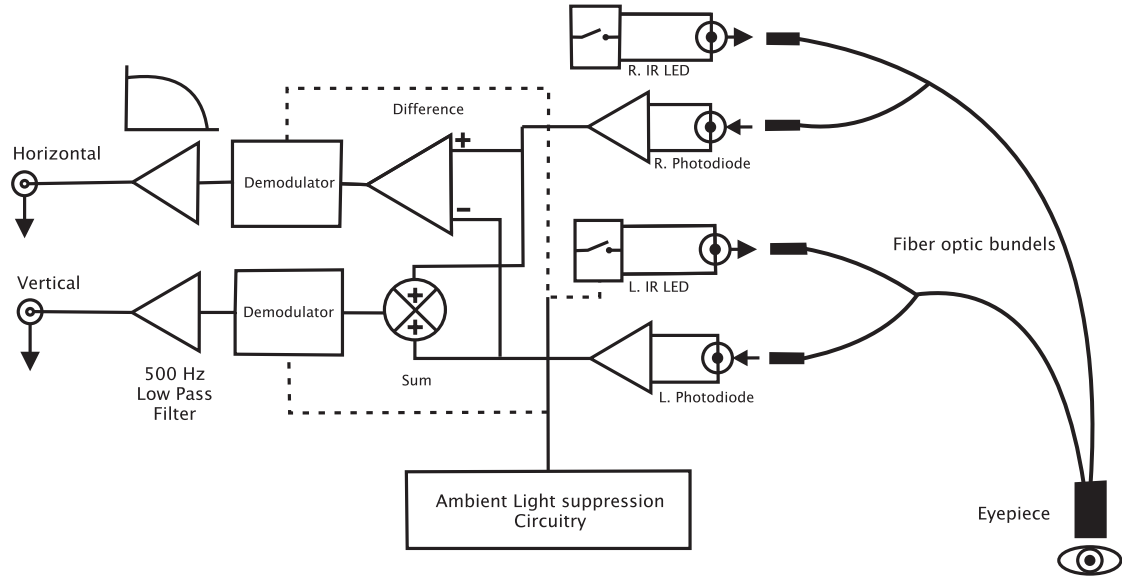 R. IR LED
Difference
+
Horizontal
R. Photodiode
Demodulator
−
Fiber optic bundels
Vertical
L. IR LED
+
Demodulator
+
500 Hz
Low Pass
Filter
Sum
L. Photodiode
Ambient Light suppression
Circuitry
Eyepiece